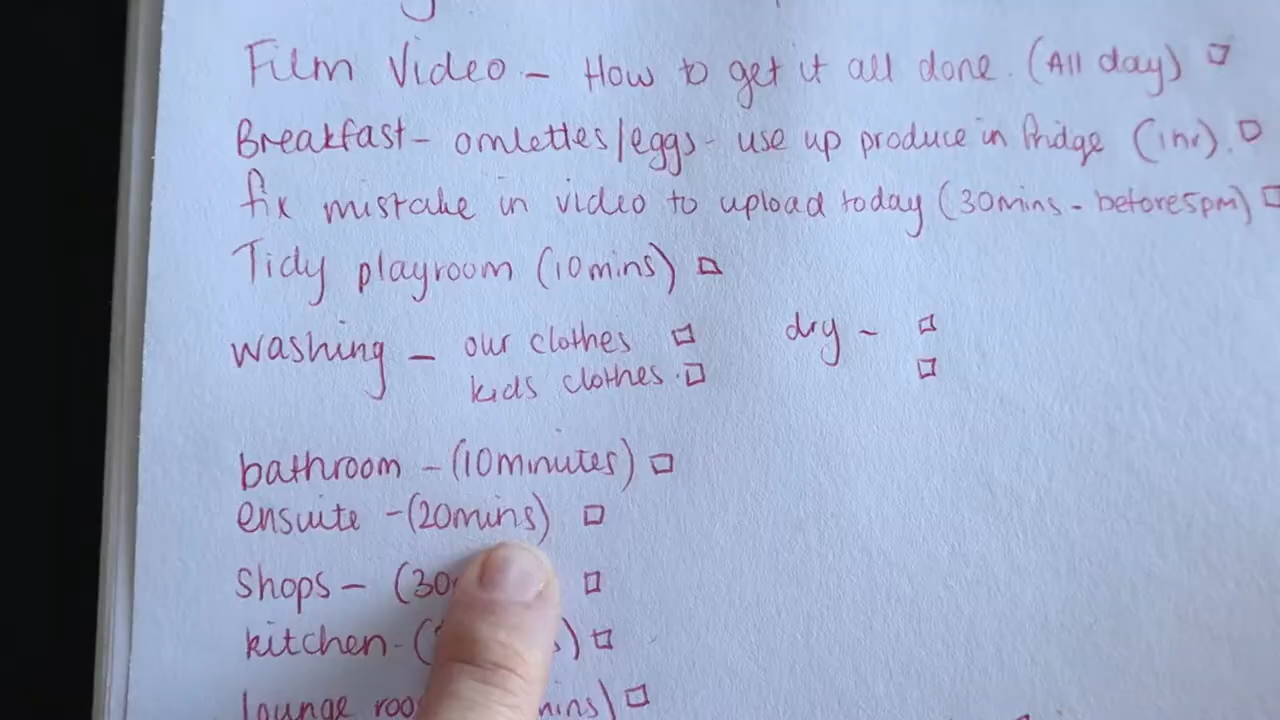 Film Video - How to get it all done. (All day)
Breakfast - omlettes/eggs - use up produce in fridge (1hr).
fix mistake in video to upload today (30mins - before 5pm)
Tidy playroom (10mins)
washing - our clothes dry -
kids clothes.
bathroom - (10minutes)
ensuite - (20mins)
Shops - (30
kitchen - (
lounge mins)